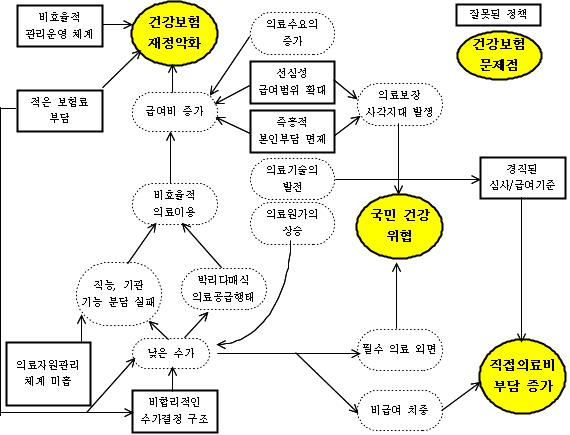 비효율적
관리운영 체계
건강보험
재정악화
의료수요의
증가
잘못된 정책
건강보험
문제점
적은 보험료
부담
급여비 증가
선심성
급여범위 확대
즉흥적
본인부담 면제
의료보장
사각지대 발생
의료기술의
발전
경직된
심사/급여기준
비효율적
의료이용
의료원가의
상승
국민 건강
위협
직능, 기관
기능 분담 실패
박리다매식
의료공급행태
의료자원관리
체계 미흡
낮은 수가
필수 의료 외면
직접의료비
부담 증가
비합리적인
수가결정 구조
비급여 치중